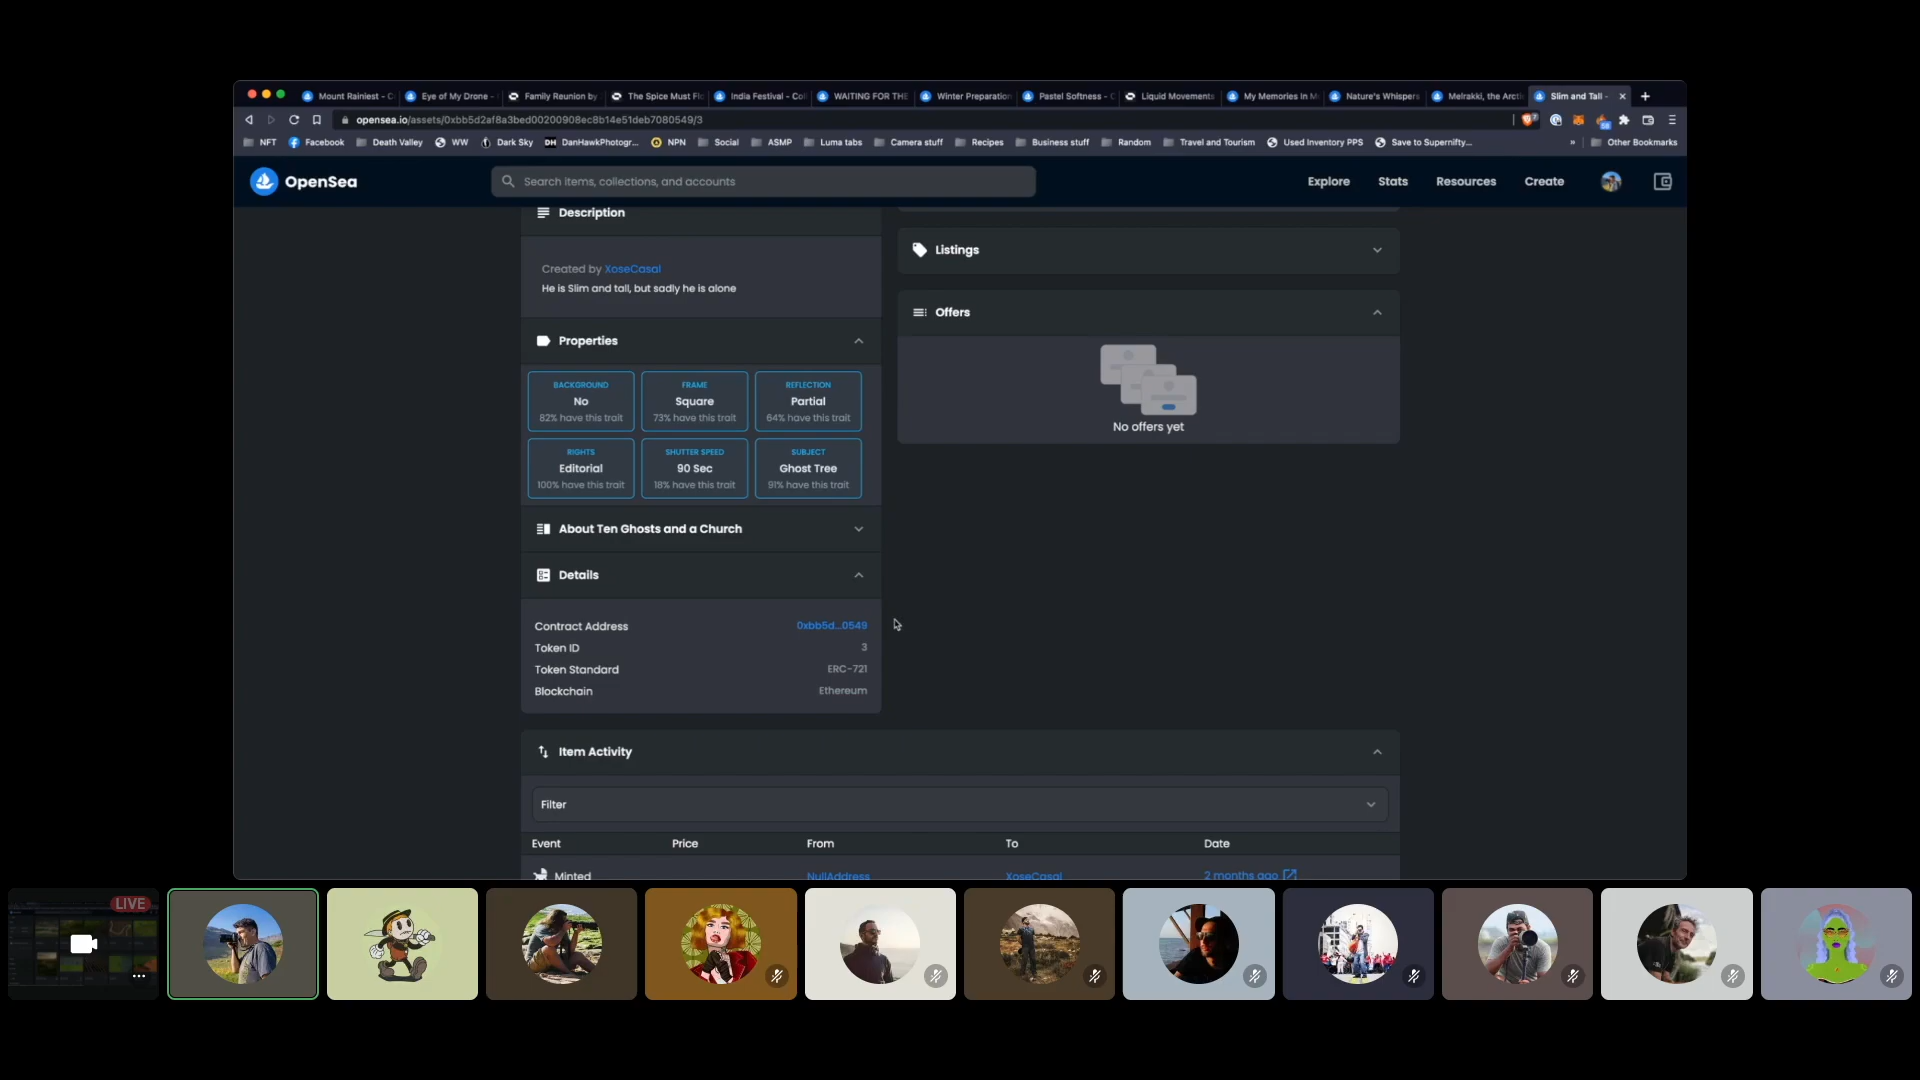 Mount Rainiest - C
Eye of My Drone -
Family Reunion by
The Spice Must Fl
India Festival - Col
WAITING FOR THE
Winter Preparation
Pastel Softness - C
Liquid Movements
My Memories In M
Nature's Whispers
Melrakki, the Arcti
Slim and Tall -
opensea.io/assets/0xbb5d2af8a3bed00200908ec8b14e51deb7080549/3
NFT
Facebook
Death Valley
WW
Dark Sky
DH DanHawkPhotogr...
NPN
Social
ASMP
Luma tabs
Camera stuff
Recipes
Business stuff
Random
Travel and Tourism
Used Inventory PPS
Save to Supernifty...
»
Other Bookmarks
OpenSea
Search items, collections, and accounts
Explore
Stats
Resources
Create
Description
Created by XoseCasal
He is Slim and tall, but sadly he is alone
Properties
BACKGROUND
No
82% have this trait
FRAME
Square
73% have this trait
REFLECTION
Partial
64% have this trait
RIGHTS
Editorial
100% have this trait
SHUTTER SPEED
90 Sec
18% have this trait
SUBJECT
Ghost Tree
91% have this trait
About Ten Ghosts and a Church
Details
Contract Address 0xbb5d...0549
Token ID 3
Token Standard ERC-721
Blockchain Ethereum
Listings
Offers
No offers yet
Item Activity
Filter
Event Price From To Date
Minted NullAddress XoseCasal 2 months ago
LIVE